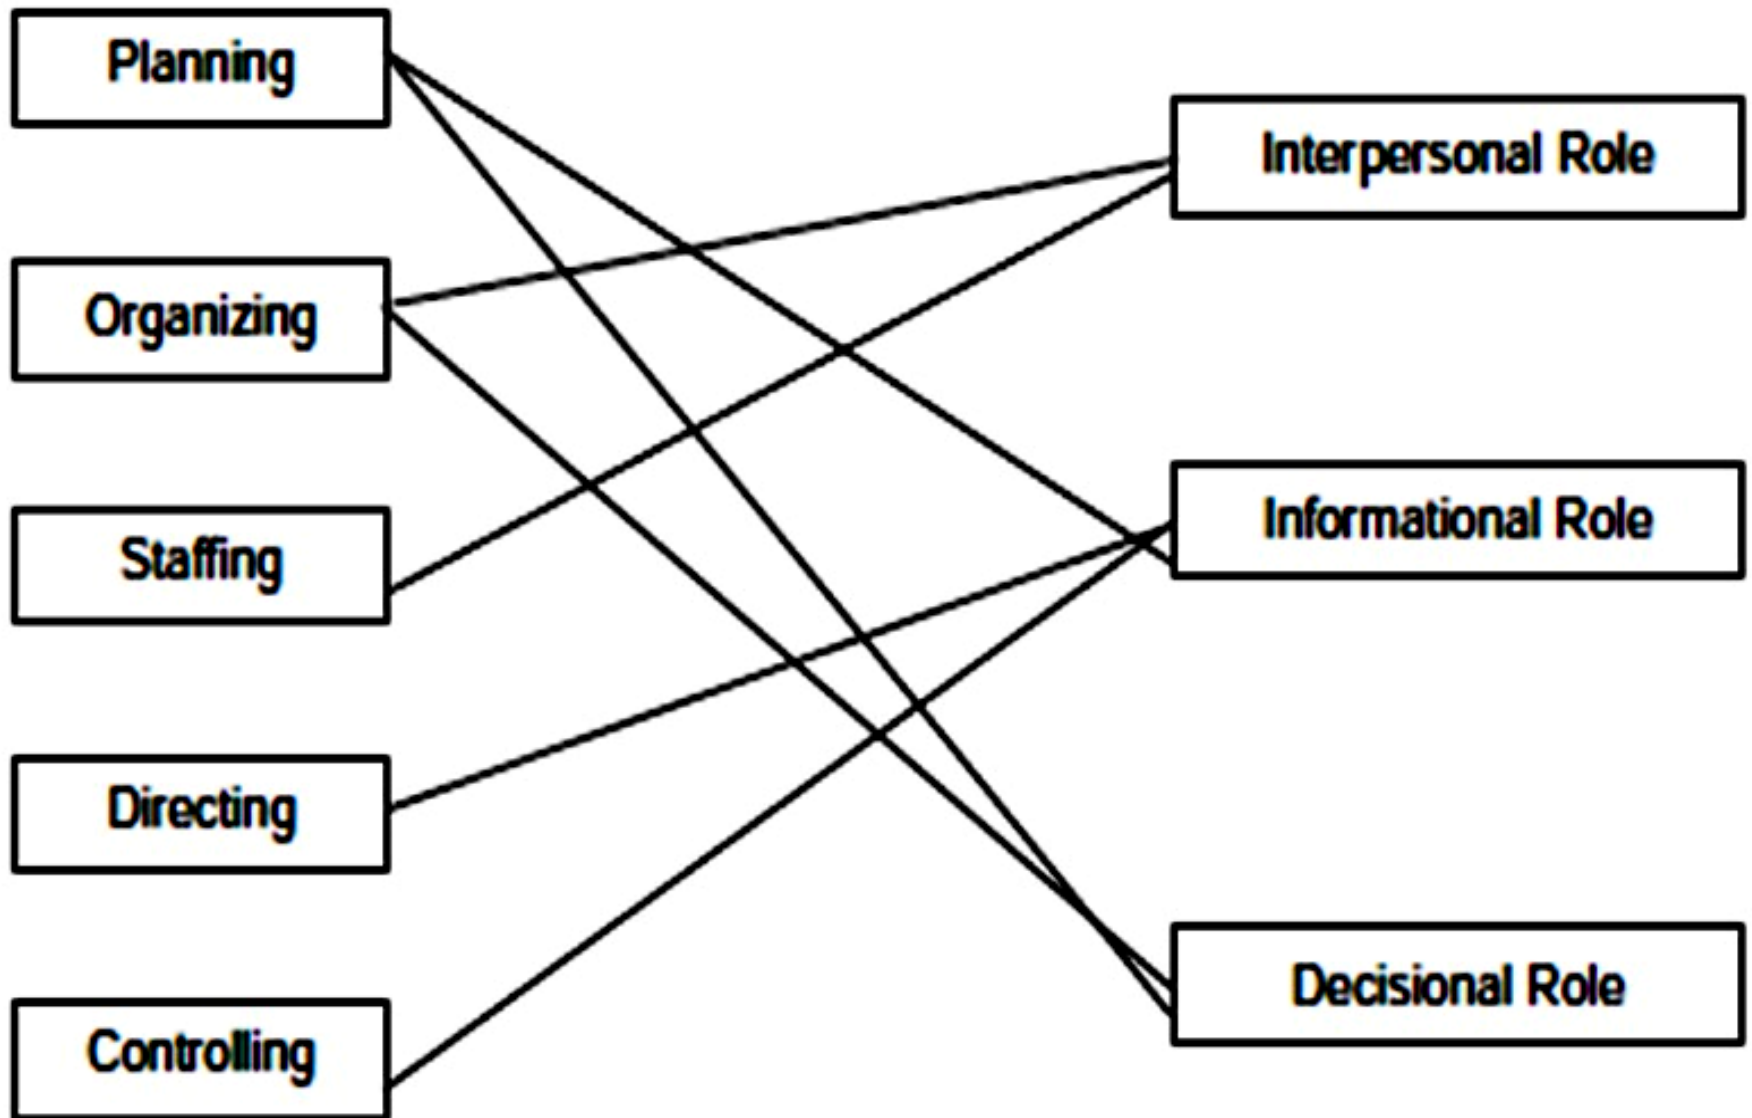 Planning
Organizing
Staffing
Directing
Controlling
Interpersonal Role
Informational Role
Decisional Role